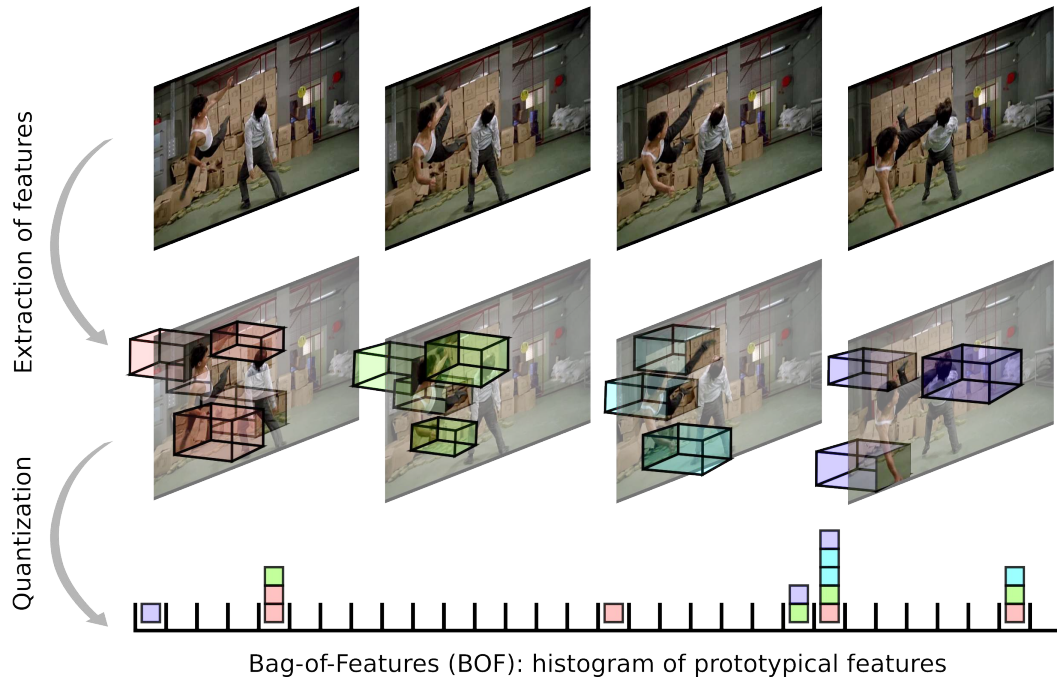 Extraction of features
Quantization
Bag-of-Features (BOF): histogram of prototypical features